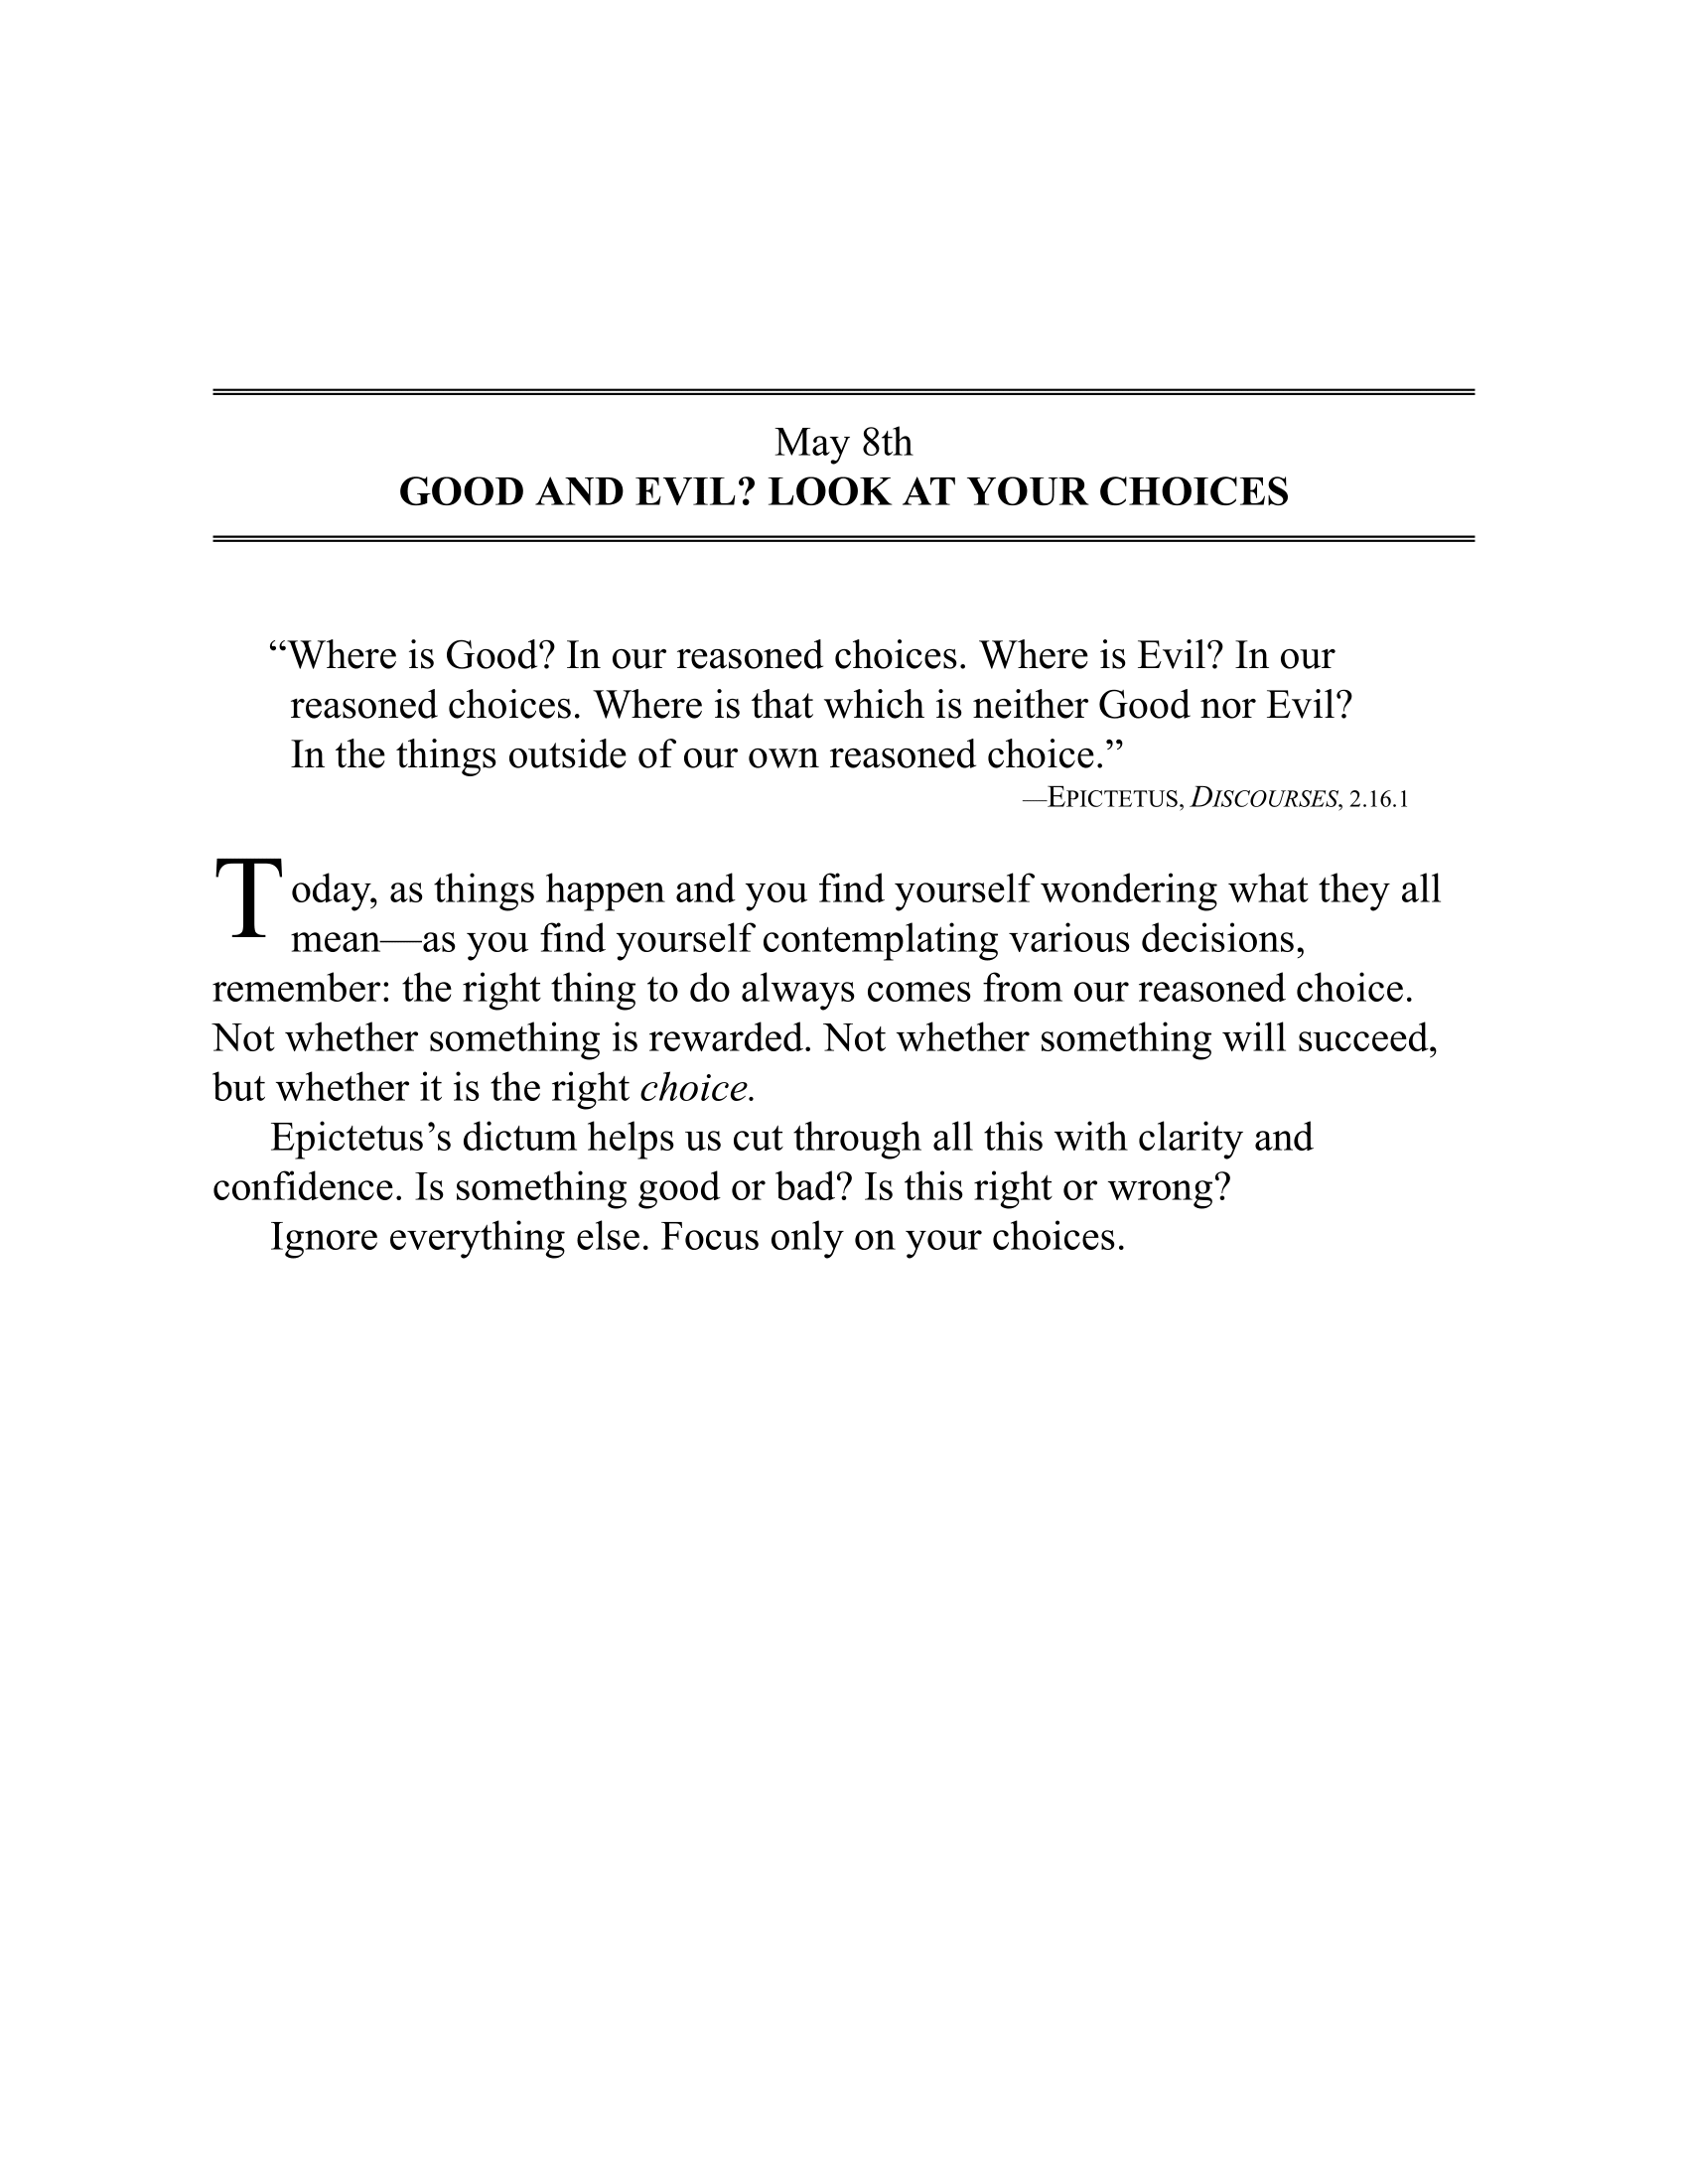 May 8th
GOOD AND EVIL? LOOK AT YOUR CHOICES
“Where is Good? In our reasoned choices. Where is Evil? In our
reasoned choices. Where is that which is neither Good nor Evil?
In the things outside of our own reasoned choice.”
—EPICTETUS, DISCOURSES, 2.16.1
Today, as things happen and you find yourself wondering what they all
mean—as you find yourself contemplating various decisions,
remember: the right thing to do always comes from our reasoned choice.
Not whether something is rewarded. Not whether something will succeed,
but whether it is the right choice.
Epictetus’s dictum helps us cut through all this with clarity and
confidence. Is something good or bad? Is this right or wrong?
Ignore everything else. Focus only on your choices.